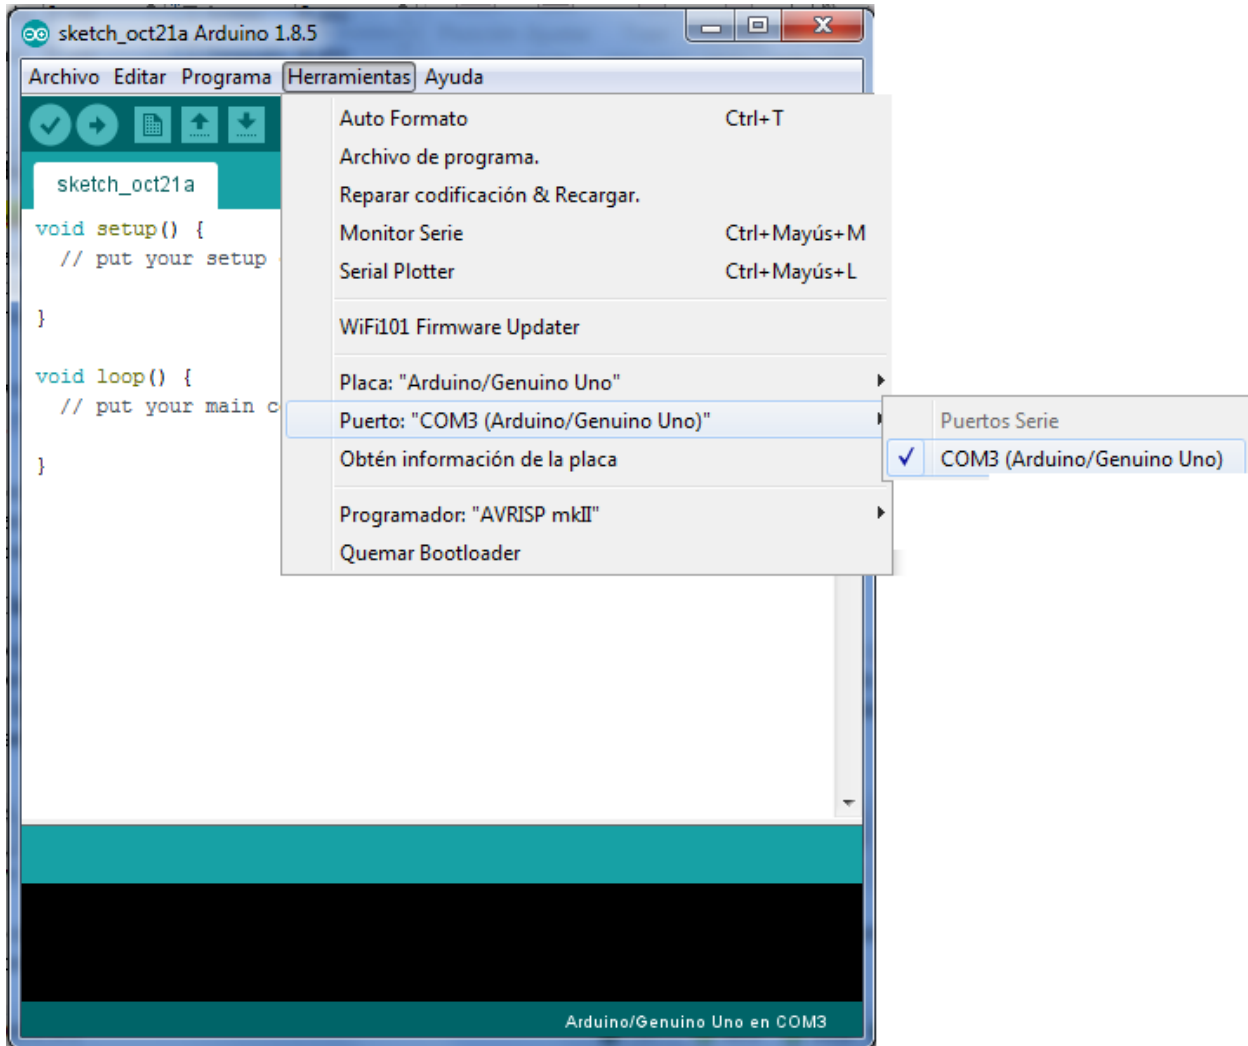 sketch_oct21a Arduino 1.8.5
Archivo Editar Programa Herramientas Ayuda
Auto Formato Ctrl+T
Archivo de programa.
Reparar codificación & Recargar.
Monitor Serie Ctrl+Mayús+M
Serial Plotter Ctrl+Mayús+L
WiFi101 Firmware Updater
Placa: "Arduino/Genuino Uno"
Puerto: "COM3 (Arduino/Genuino Uno)"
Obtén información de la placa
Programador: "AVRISP mkII"
Quemar Bootloader
Puertos Serie
COM3 (Arduino/Genuino Uno)
sketch_oct21a
void setup() {
// put your setup
}
void loop() {
// put your main c
}
Arduino/Genuino Uno en COM3